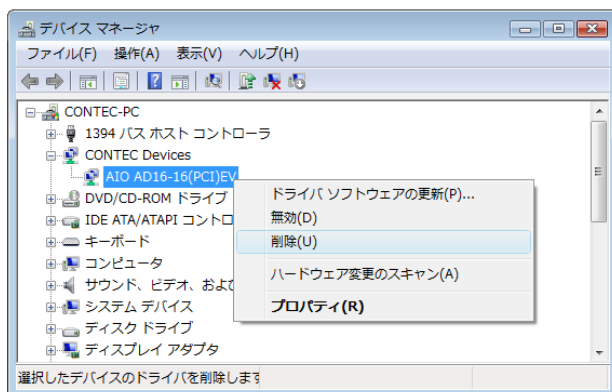 デバイス マネージャ
ファイル(F) 操作(A) 表示(V) ヘルプ(H)
CONTEC-PC
1394 バス ホスト コントローラ
CONTEC Devices
AIO AD16-16(PCI)EV
DVD/CD-ROM ドライブ
IDE ATA/ATAPI コントロ
キーボード
コンピュータ
サウンド、ビデオ、およ
システム デバイス
ディスク ドライブ
ディスプレイ アダプタ
ドライバ ソフトウェアの更新(P)...
無効(D)
削除(U)
ハードウェア変更のスキャン(A)
プロパティ(R)
選択したデバイスのドライバを削除します